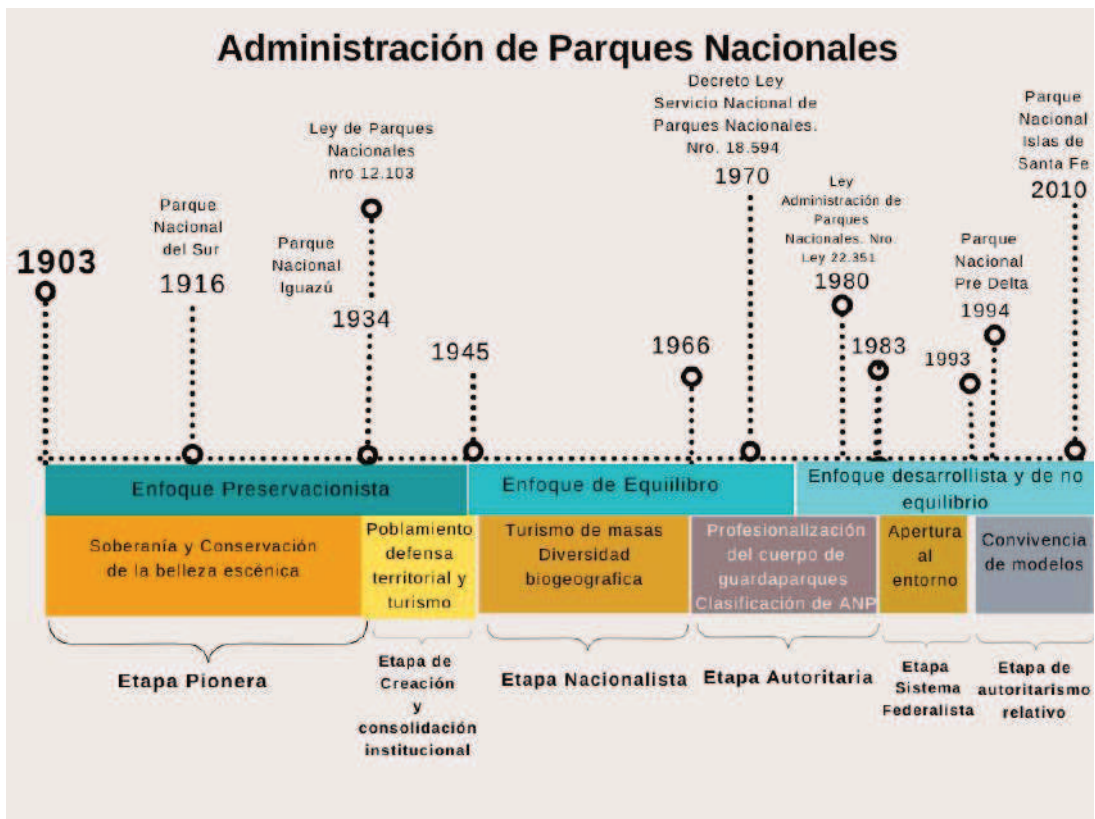 Administración de Parques Nacionales
1903
Parque
Nacional
del Sur
1916
Ley de Parques
Nacionales
nro 12.103
Parque
Nacional
Iguazú
1934
1945
1966
Decreto Ley
Servicio Nacional de
Parques Nacionales.
Nro. 18.594
1970
Ley
Administración de
Parques
Nacionales. Nro.
Ley 22.351
1980
1983
1993
Parque
Nacional
Pre Delta
1994
Parque
Nacional
Islas de
Santa Fe
2010
Enfoque Preservacionista
Enfoque de Equiilibro
Enfoque desarrollista y de no
equilibrio
Soberanía y Conservación
de la belleza escénica
Poblamiento
defensa
territorial y
turismo
Turismo de masas
Diversidad
biogeografica
Profesionalización
del cuerpo de
guardaparques
Clasificación de ANP
Apertura
al
entorno
Convivencia
de modelos
Etapa Pionera
Etapa de
Creación
y
consolidación
institucional
Etapa Nacionalista
Etapa Autoritaria
Etapa
Sistema
Federalista
Etapa de
autoritarismo
relativo